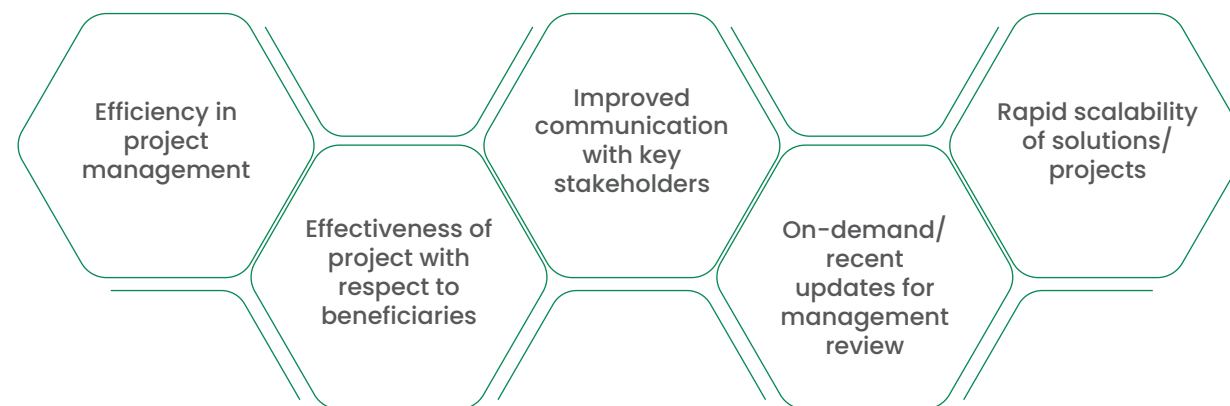 Efficiency in
project
management
Effectiveness of
project with
respect to
beneficiaries
Improved
communication
with key
stakeholders
On-demand/
recent
updates for
management
review
Rapid scalability
of solutions/
projects